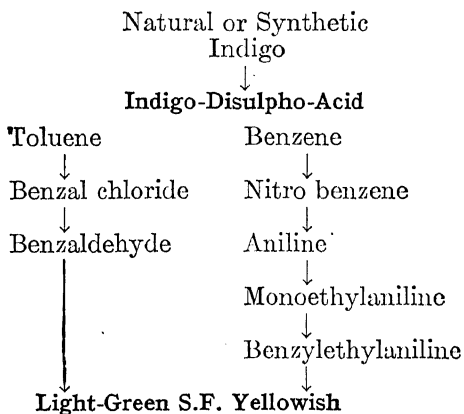 Natural or Synthetic
Indigo
Indigo-Disulpho-Acid
Toluene Benzene
Benzal chloride Nitro benzene
Benzaldehyde Aniline
Monoethylaniline
Benzylethylaniline
Light-Green S.F. Yellowish